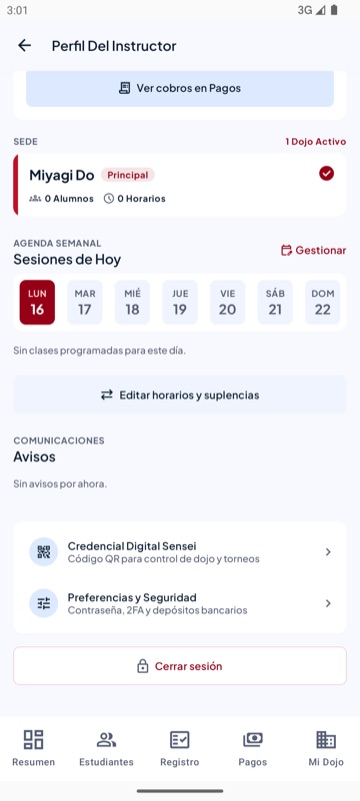 3:01
3G
Perfil Del Instructor
Ver cobros en Pagos
SEDE
1 Dojo Activo
Miyagi Do
Principal
0 Alumnos
0 Horarios
AGENDA SEMANAL
Sesiones de Hoy
Gestionar
LUN MAR MIÉ JUE VIE SÁB DOM
16 17 18 19 20 21 22
Sin clases programadas para este día.
Editar horarios y suplencias
COMUNICACIONES
Avisos
Sin avisos por ahora.
Credencial Digital Sensei
Código QR para control de dojo y torneos
Preferencias y Seguridad
Contraseña, 2FA y depósitos bancarios
Cerrar sesión
Resumen Estudiantes Registro Pagos Mi Dojo